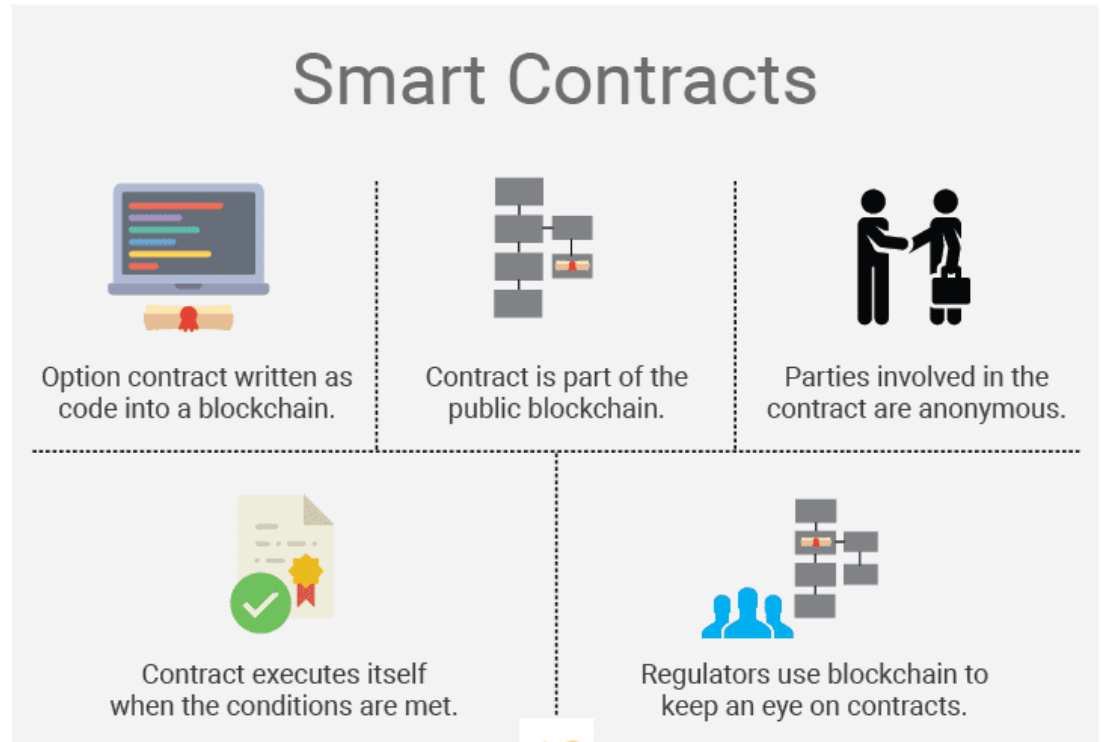 Smart Contracts
Option contract written as
code into a blockchain.
Contract is part of the
public blockchain.
Parties involved in the
contract are anonymous.
Contract executes itself
when the conditions are met.
Regulators use blockchain to
keep an eye on contracts.